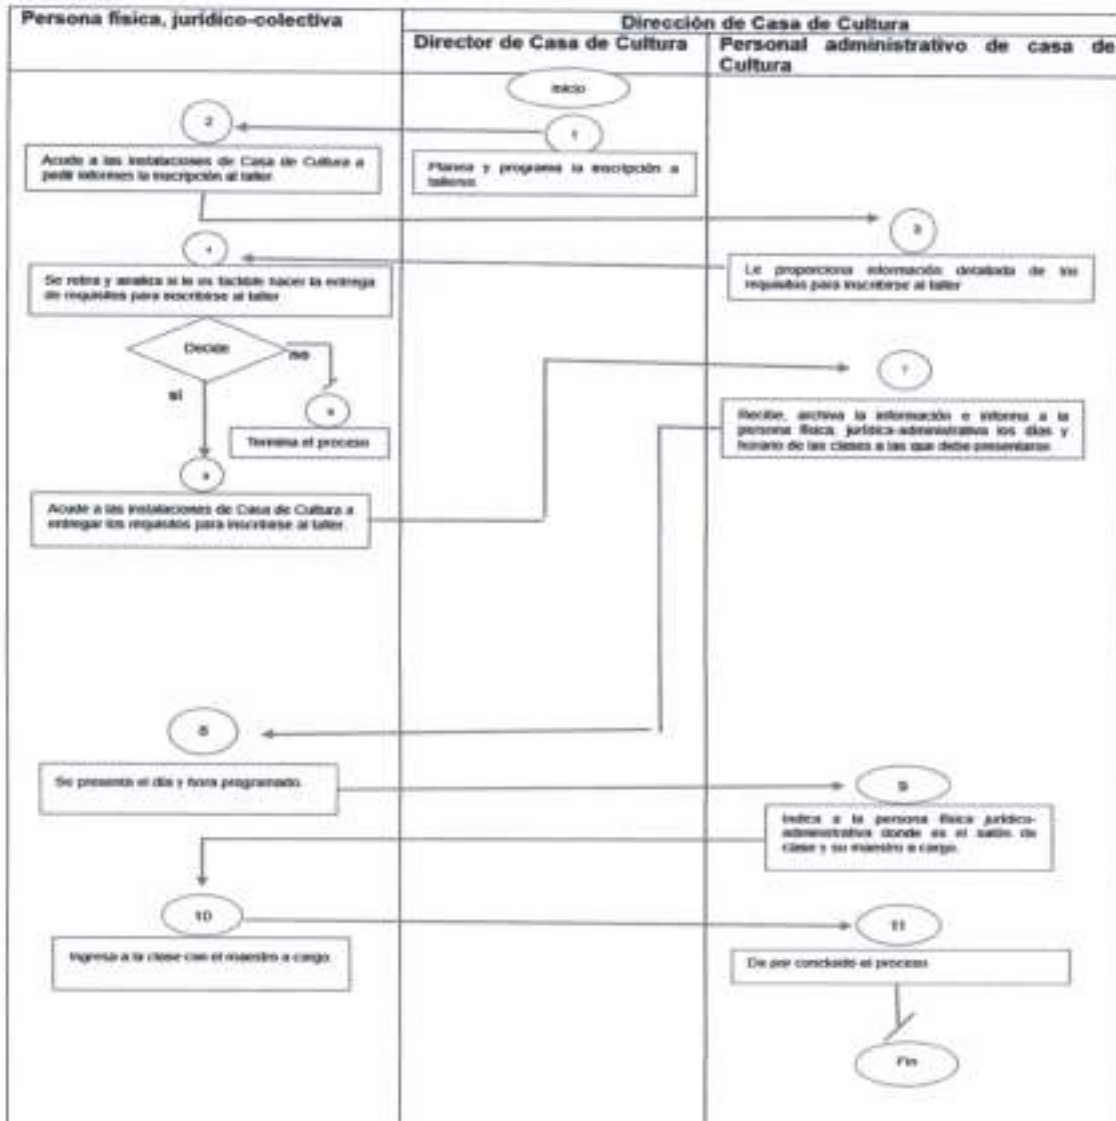 Persona física, jurídico-colectiva
Dirección de Casa de Cultura
Director de Casa de Cultura
Personal administrativo de casa de
Cultura
Inicio
2
1
Acude a las instalaciones de Casa de Cultura a
pedir informes la inscripción al taller.
Planea y programa la inscripción a
talleres
3
4
Se retira y analiza si le es factible hacer la entrega
de requisitos para inscribirse al taller
Le proporciona información detallada de los
requisitos para inscribirse al taller
Decide
no
si
7
Termina el proceso
Recibe, archiva la información e informa a la
persona física, jurídica-administrativa los días y
horario de las clases a las que debe presentarse
Acude a las instalaciones de Casa de Cultura a
entregar los requisitos para inscribirse al taller.
8
Se presenta el día y hora programado.
9
Indica a la persona física jurídico-
administrativa donde es el salón de
clase y su maestro a cargo.
10
11
Ingresa a la clase con el maestro a cargo
Da por concluido el proceso
Fin